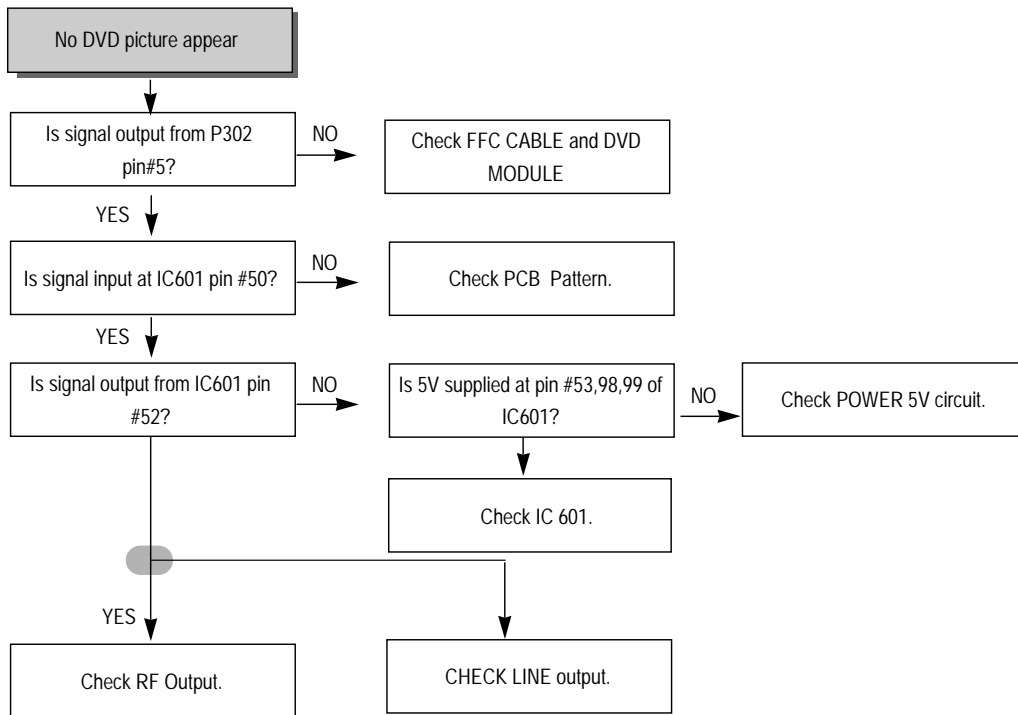 No DVD picture appear
Is signal output from P302
pin#5?
NO
Check FFC CABLE and DVD
MODULE
YES
Is signal input at IC601 pin #50?
NO
Check PCB Pattern.
YES
Is signal output from IC601 pin
#52?
NO
Is 5V supplied at pin #53,98,99 of
IC601?
NO
Check POWER 5V circuit.
Check IC 601.
YES
Check RF Output.
CHECK LINE output.